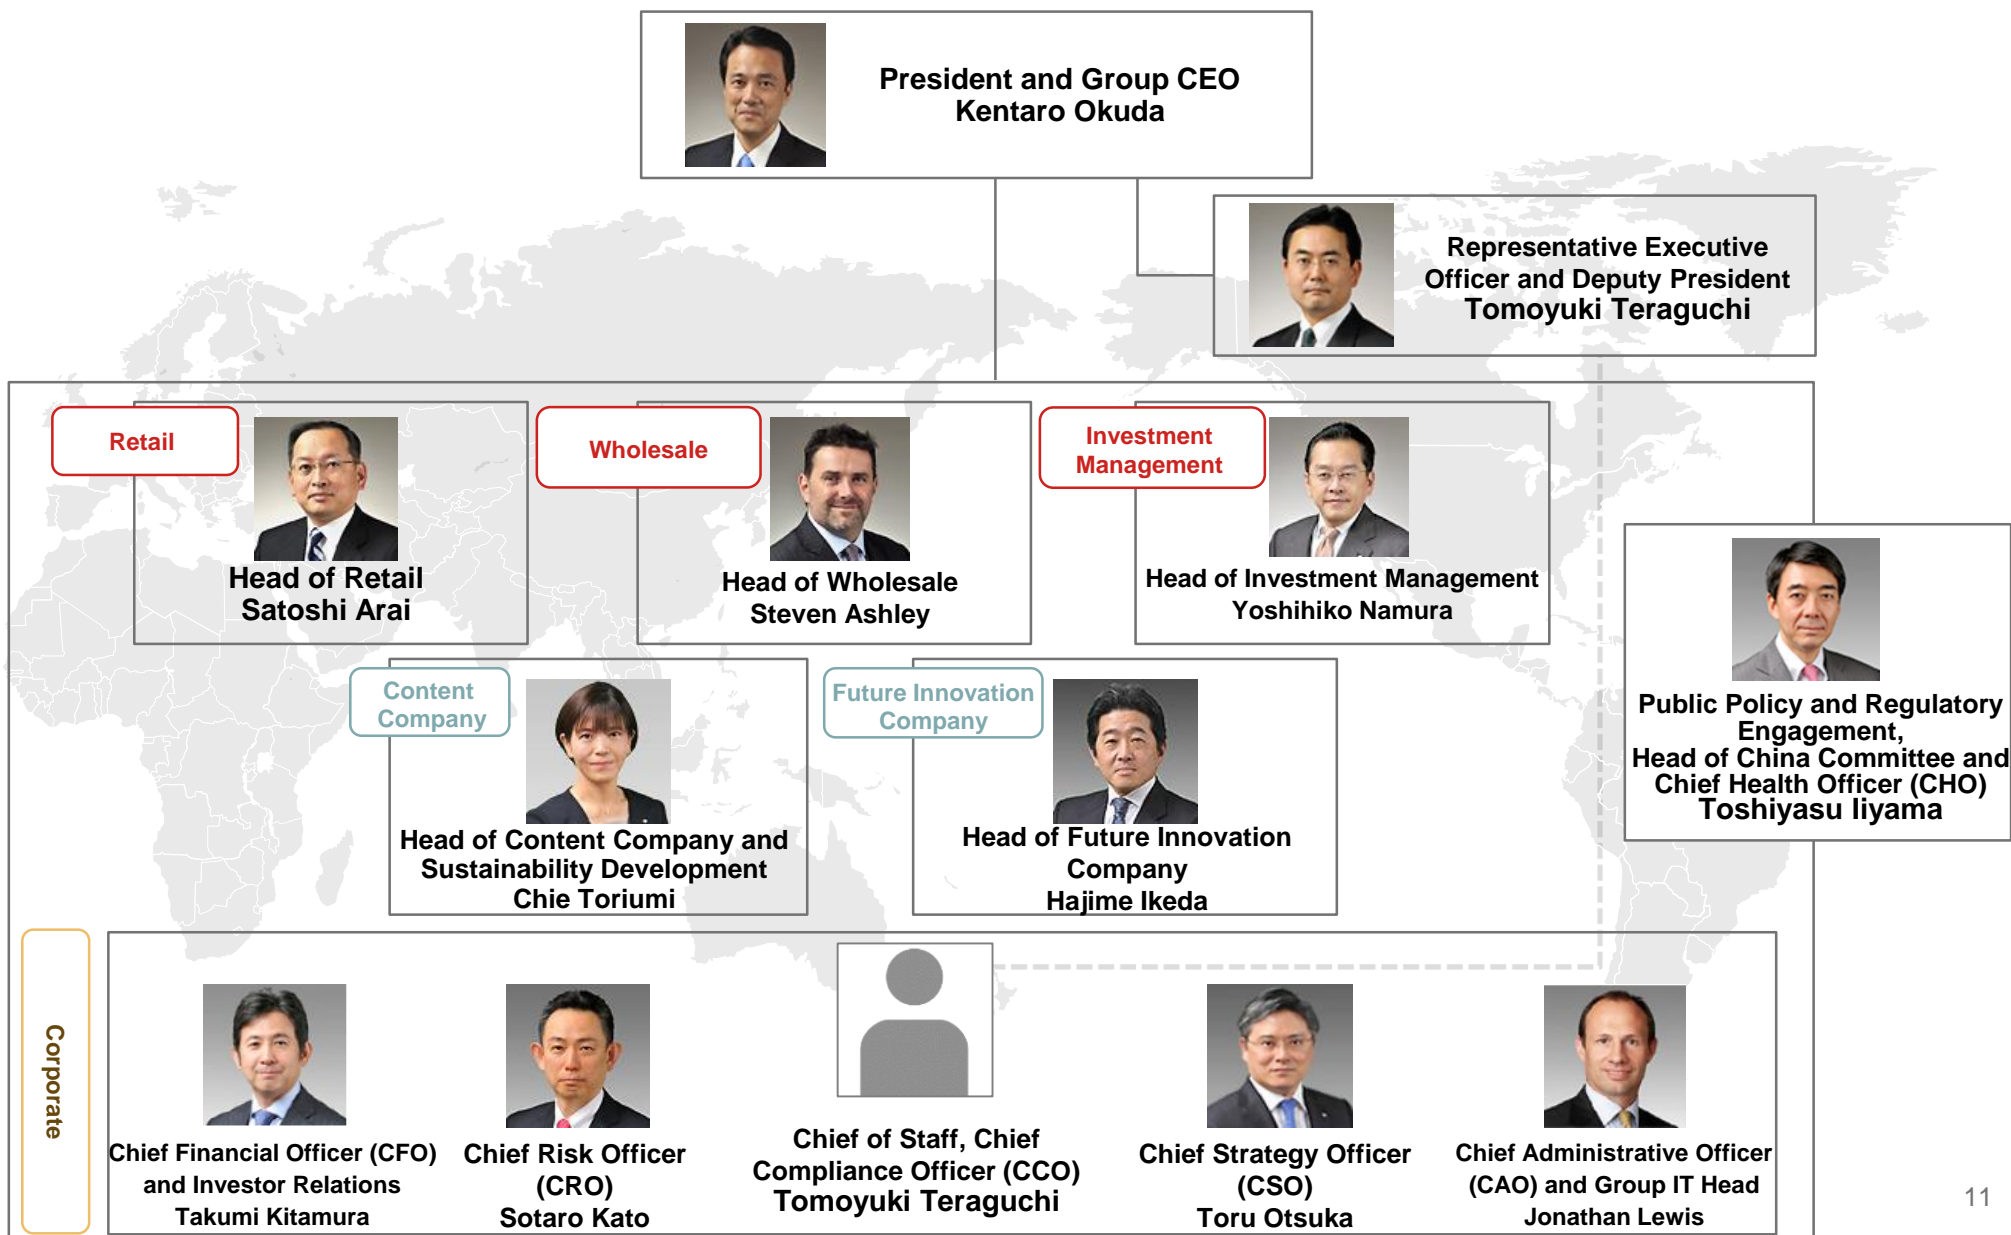 President and Group CEO
Kentaro Okuda
Representative Executive
Officer and Deputy President
Tomoyuki Teraguchi
Retail
Head of Retail
Satoshi Arai
Wholesale
Head of Wholesale
Steven Ashley
Investment
Management
Head of Investment Management
Yoshihiko Namura
Public Policy and Regulatory
Engagement,
Head of China Committee and
Chief Health Officer (CHO)
Toshiyasu Iiyama
Content
Company
Head of Content Company and
Sustainability Development
Chie Toriumi
Future Innovation
Company
Head of Future Innovation
Company
Hajime Ikeda
Corporate
Chief Financial Officer (CFO)
and Investor Relations
Takumi Kitamura
Chief Risk Officer
(CRO)
Sotaro Kato
Chief of Staff, Chief
Compliance Officer (CCO)
Tomoyuki Teraguchi
Chief Strategy Officer
(CSO)
Toru Otsuka
Chief Administrative Officer
(CAO) and Group IT Head
Jonathan Lewis
11